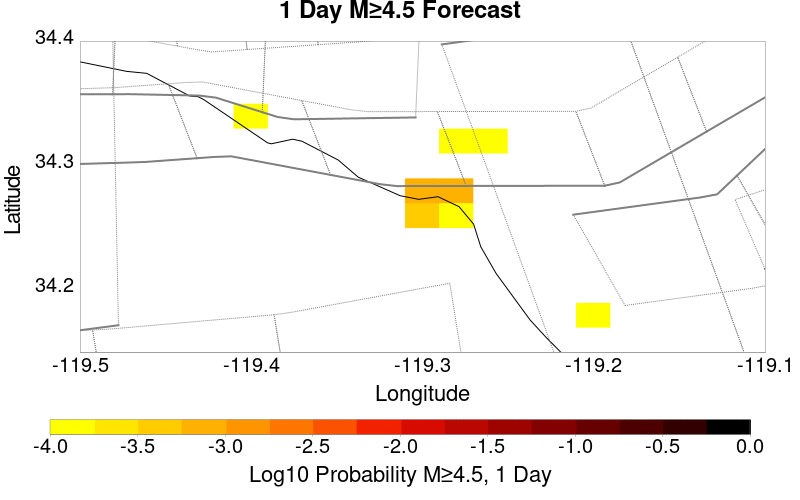 1 Day M≥4.5 Forecast
34.4
34.3
34.2
Latitude
-119.5 -119.4 -119.3 -119.2 -119.1
Longitude
-4.0 -3.5 -3.0 -2.5 -2.0 -1.5 -1.0 -0.5 0.0
Log10 Probability M≥4.5, 1 Day